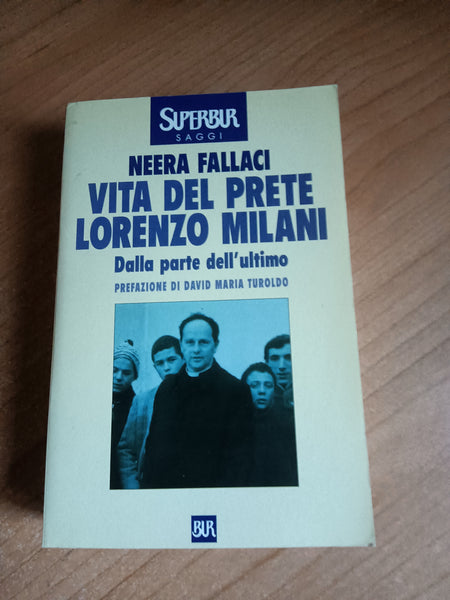 SUPERBUR
SAGGI
NEERA FALLACI
VITA DEL PRETE
LORENZO MILANI
Dalla parte dell'ultimo
PREFAZIONE DI DAVID MARIA TUROLDO
BUR